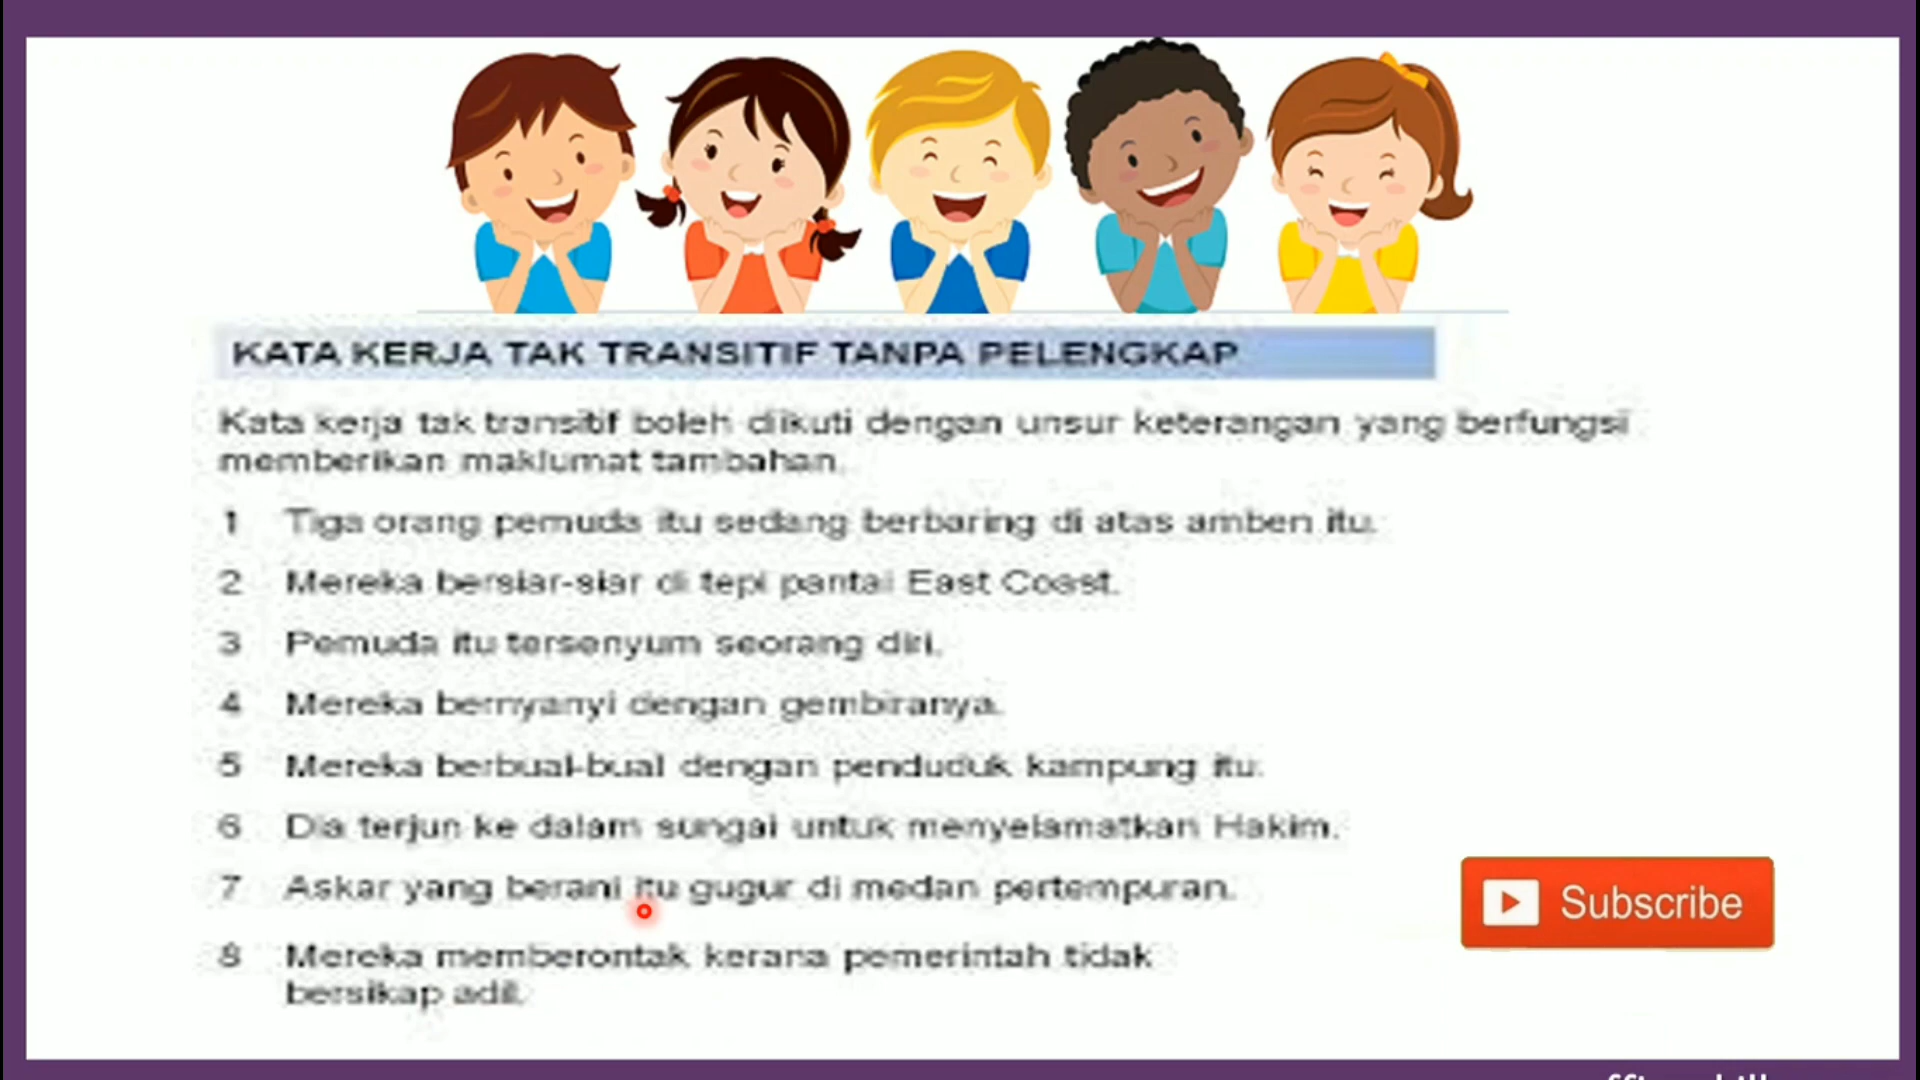 KATA KERJA TAK TRANSITIF TANPA PELENGKAP
Kata kerja tak transitif boleh diikuti dengan unsur keterangan yang berfungsi
memberikan maklumat tambahan.
1 Tiga orang pemuda itu sedang berbaring di atas amben itu.
2 Mereka bersiar-siar di tepi pantai East Coast.
3 Pemuda itu tersenyum seorang diri.
4 Mereka bernyanyi dengan gembiranya.
5 Mereka berbual-bual dengan penduduk kampung itu.
6 Dia terjun ke dalam sungai untuk menyelamatkan Hakim.
7 Askar yang berani itu gugur di medan pertempuran.
Subscribe
8 Mereka memberontak kerana pemerintah tidak
bersikap adil.